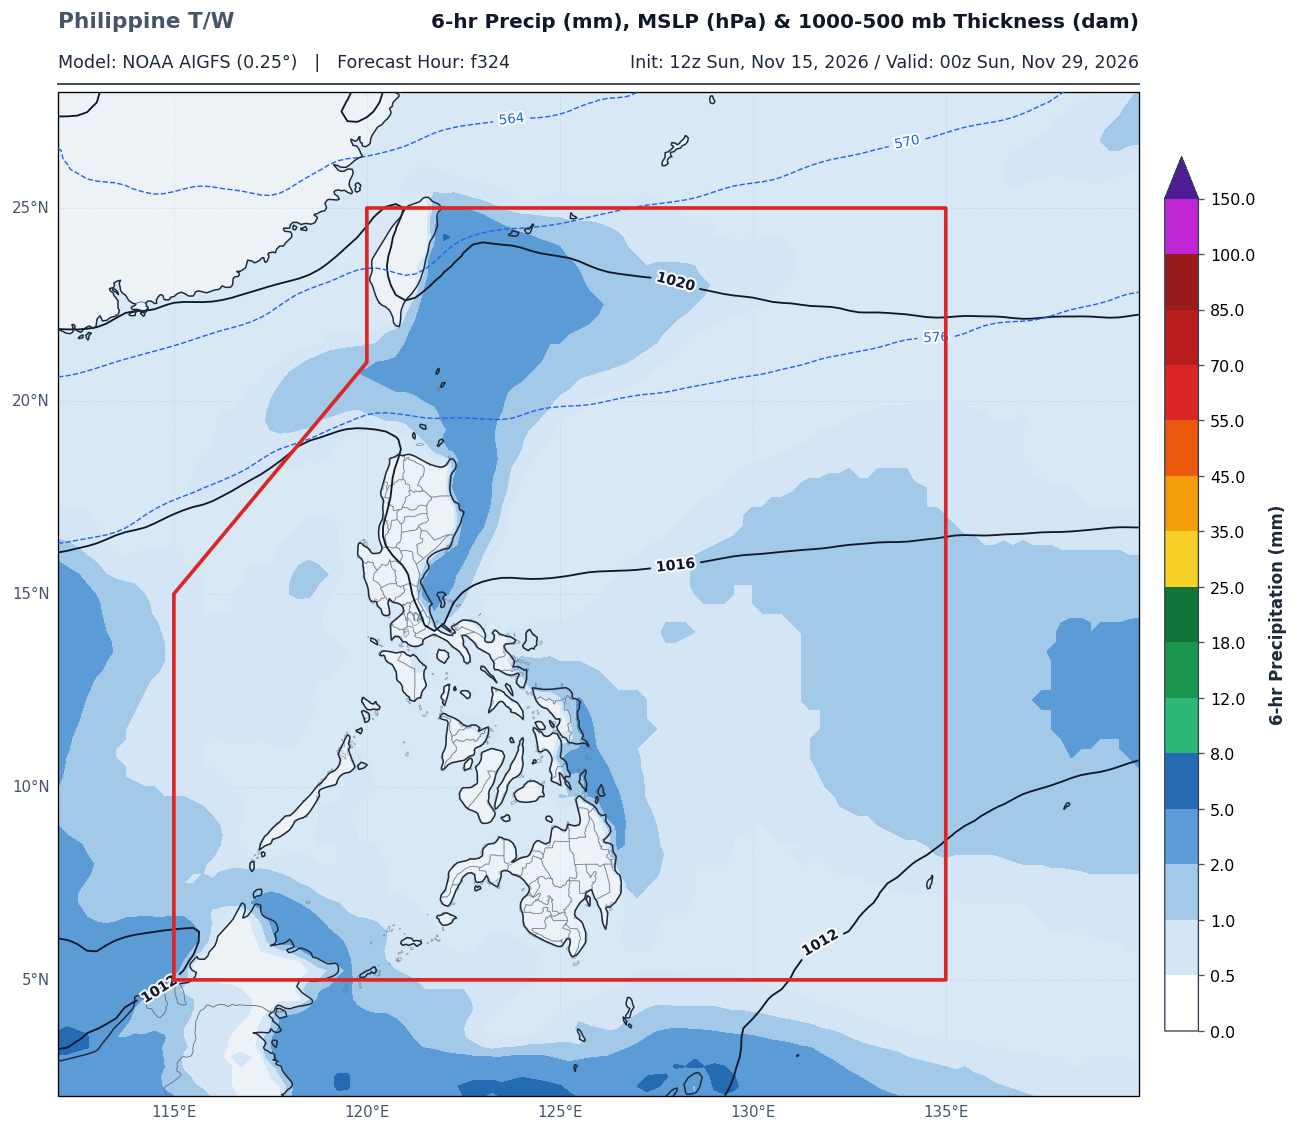 Philippine T/W
6-hr Precip (mm), MSLP (hPa) & 1000-500 mb Thickness (dam)
Model: NOAA AIGFS (0.25°) | Forecast Hour: f324
Init: 12z Sun, Nov 15, 2026 / Valid: 00z Sun, Nov 29, 2026
564
570
576
1020
1016
1012
1012
25°N
20°N
15°N
10°N
5°N
115°E
120°E
125°E
130°E
135°E
150.0
100.0
85.0
70.0
55.0
45.0
35.0
25.0
18.0
12.0
8.0
5.0
2.0
1.0
0.5
0.0
6-hr Precipitation (mm)